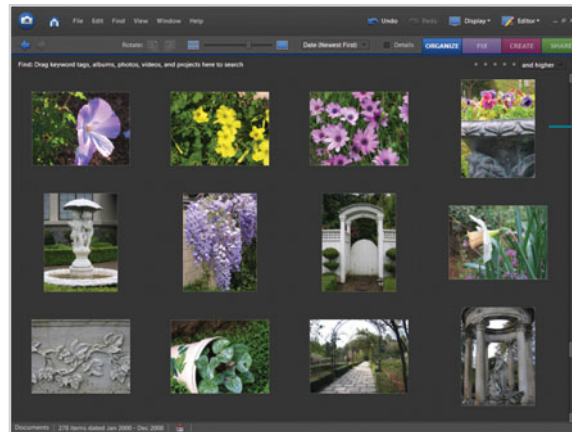 File Edit Find View Window Help Undo Redo Display Editor
Rotate: Date (Newest First) Details ORGANIZE FIX CREATE SHARE
Find: Drag keyword tags, albums, photos, videos, and projects here to search and higher
Documents 278 items dated Jan 2000 - Dec 2008